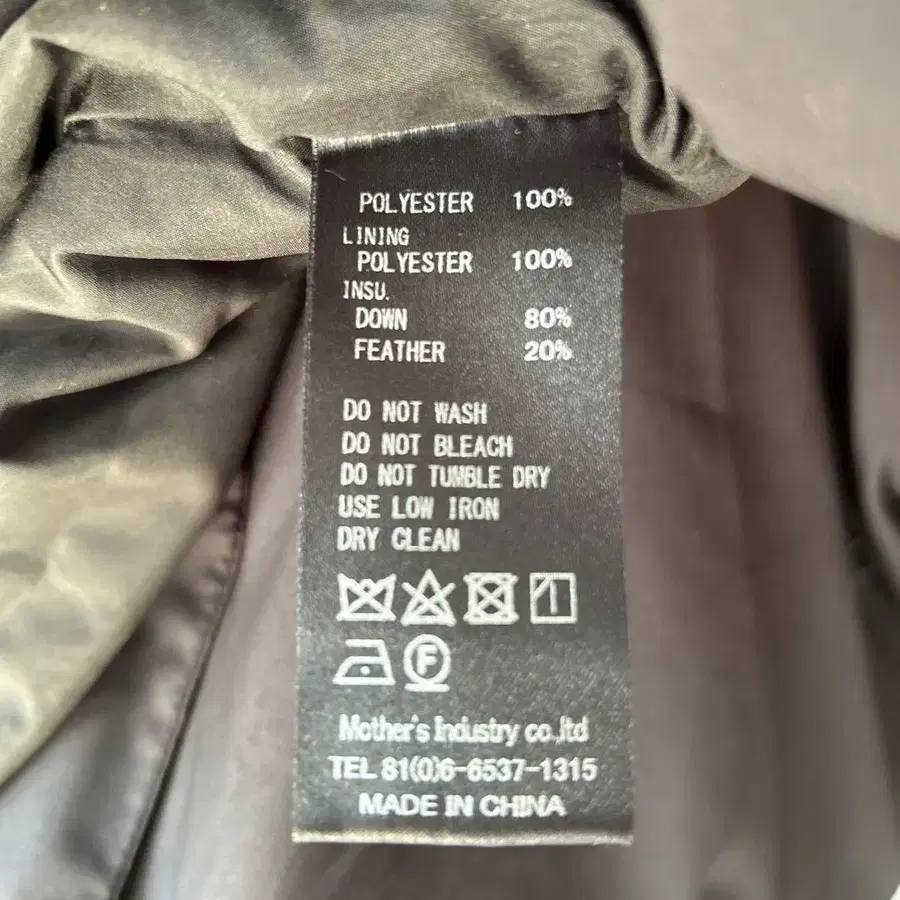 POLYESTER 100%
LINING
POLYESTER 100%
INSU.
DOWN 80%
FEATHER 20%
DO NOT WASH
DO NOT BLEACH
DO NOT TUMBLE DRY
USE LOW IRON
DRY CLEAN
F
Mother's Industry co.,ltd
TEL 81(0)6-6537-1315
MADE IN CHINA